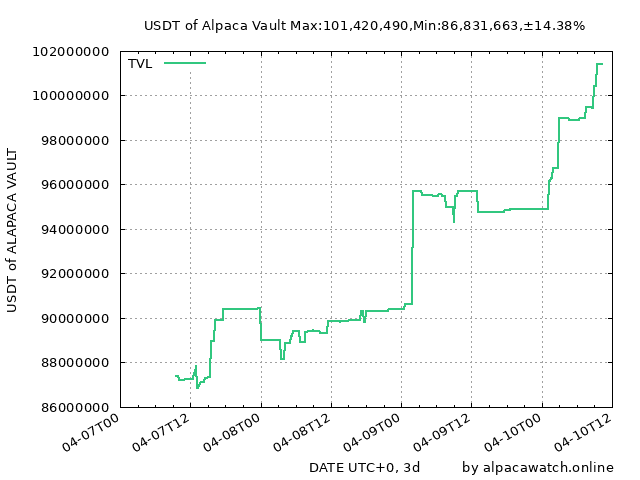 USDT of Alpaca Vault Max:101,420,490,Min:86,831,663,±14.38%
TVL
102000000
100000000
98000000
96000000
94000000
92000000
90000000
88000000
86000000
USDT of ALAPACA VAULT
04-07T00
04-07T12
04-08T00
04-08T12
04-09T00
04-09T12
04-10T00
04-10T12
DATE UTC+0, 3d
by alpacawatch.online